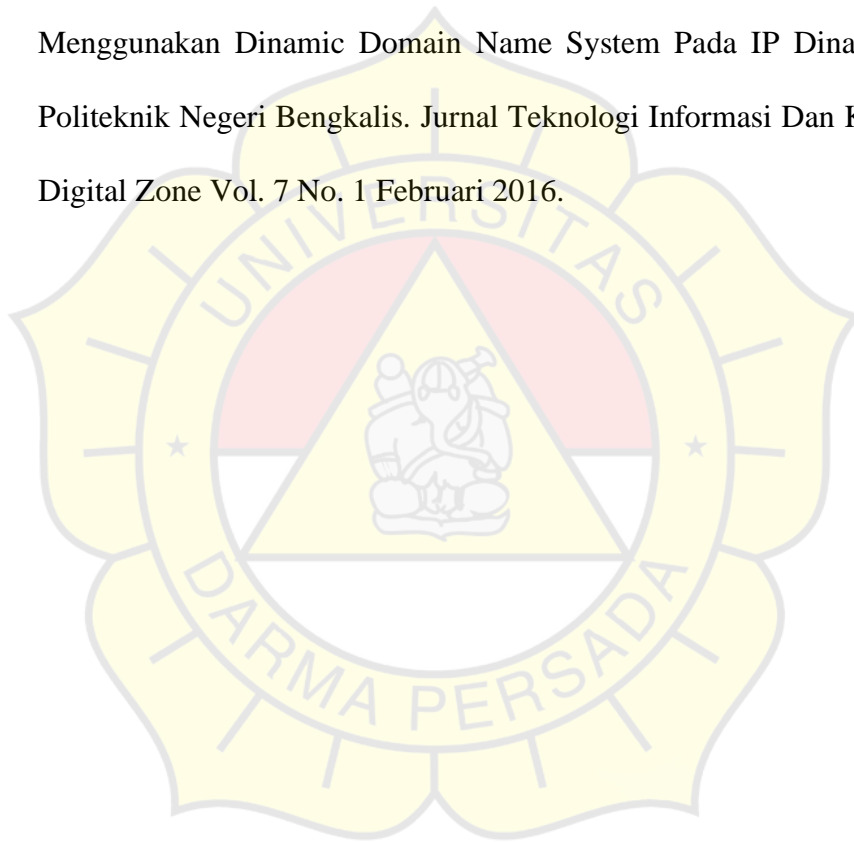 Menggunakan Dinamic Domain Name System Pada IP
Politeknik Negeri Bengkalis. Jurnal Teknologi Informasi Dan
Digital Zone Vol. 7 No. 1 Februari 2016.
UNIVERSITAS
DARMA PERSADA